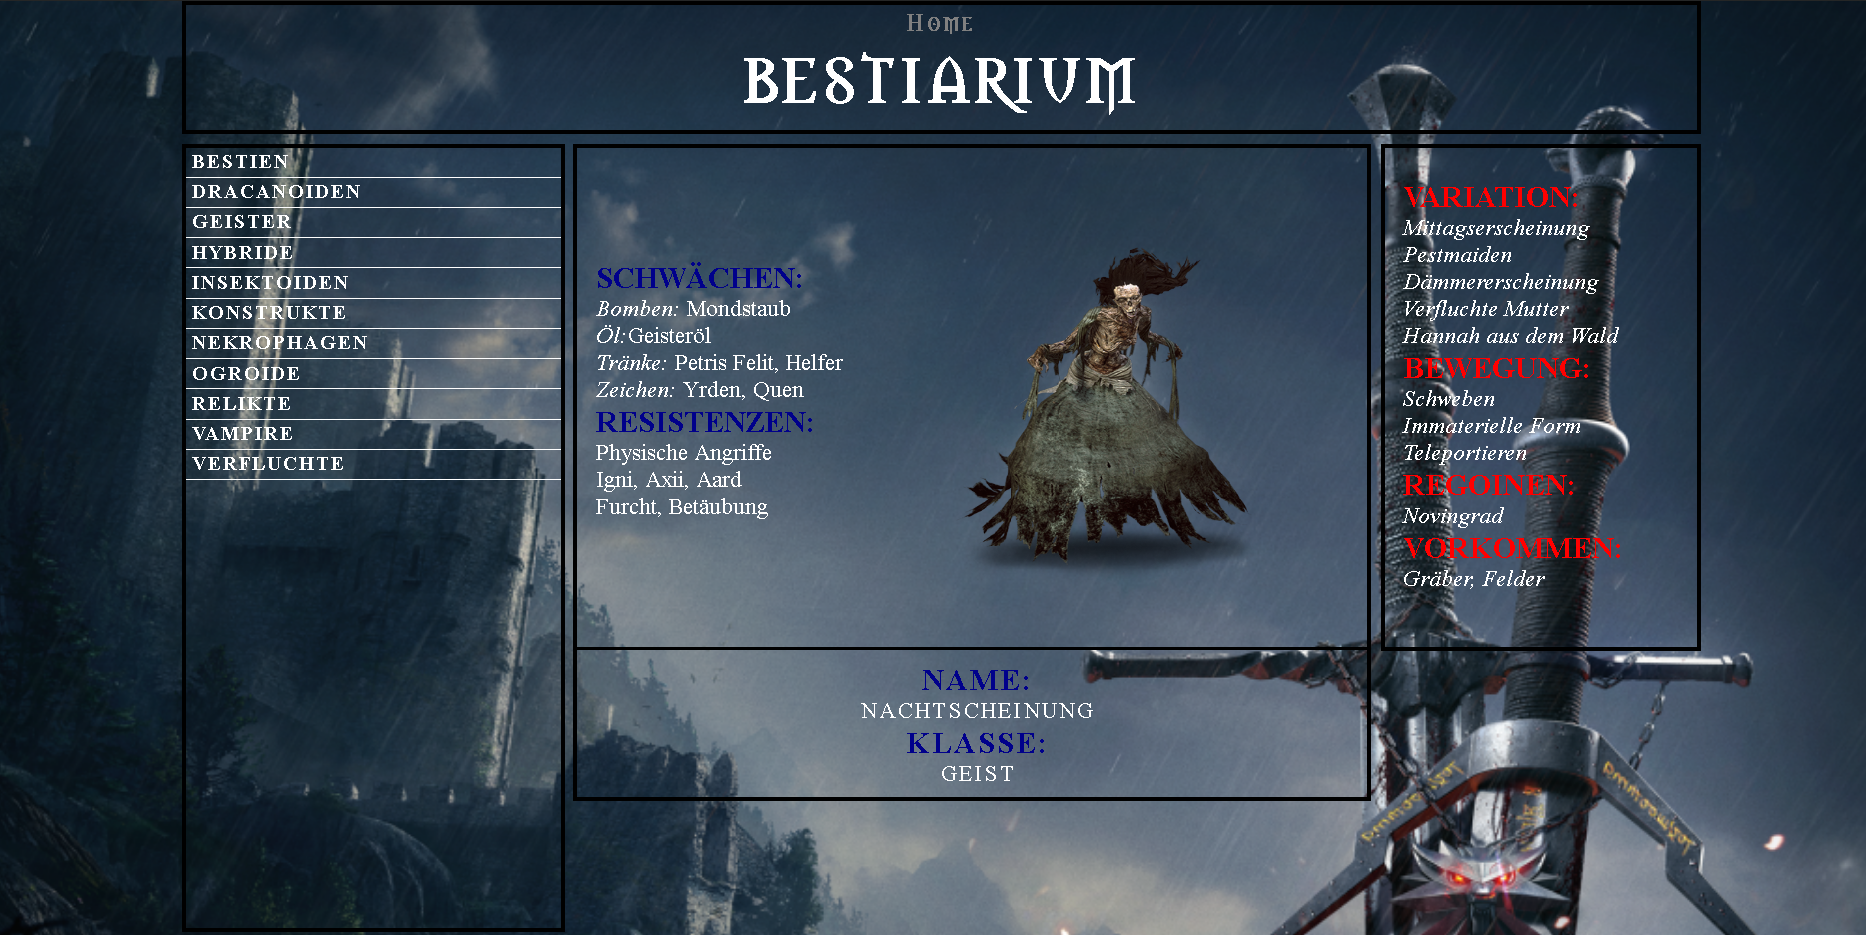 Home
BESTIARIUM
BESTIEN
DRACANOIDEN
GEISTER
HYBRIDE
INSEKTOIDEN
KONSTRUKTE
NEKROPHAGEN
OGROIDE
RELIKTE
VAMPIRE
VERFLUCHTE
SCHWÄCHEN:
Bomben: Mondstaub
Öl:Geisteröl
Tränke: Petris Felit, Helfer
Zeichen: Yrden, Quen
RESISTENZEN:
Physische Angriffe
Igni, Axii, Aard
Furcht, Betäubung
NAME:
NACHTSCHEINUNG
KLASSE:
GEIST
VARIATION:
Mittagserscheinung
Pestmaiden
Dämmererscheinung
Verfluchte Mutter
Hannah aus dem Wald
BEWEGUNG:
Schweben
Immaterielle Form
Teleportieren
REGOINEN:
Novingrad
VORKOMMEN:
Gräber, Felder